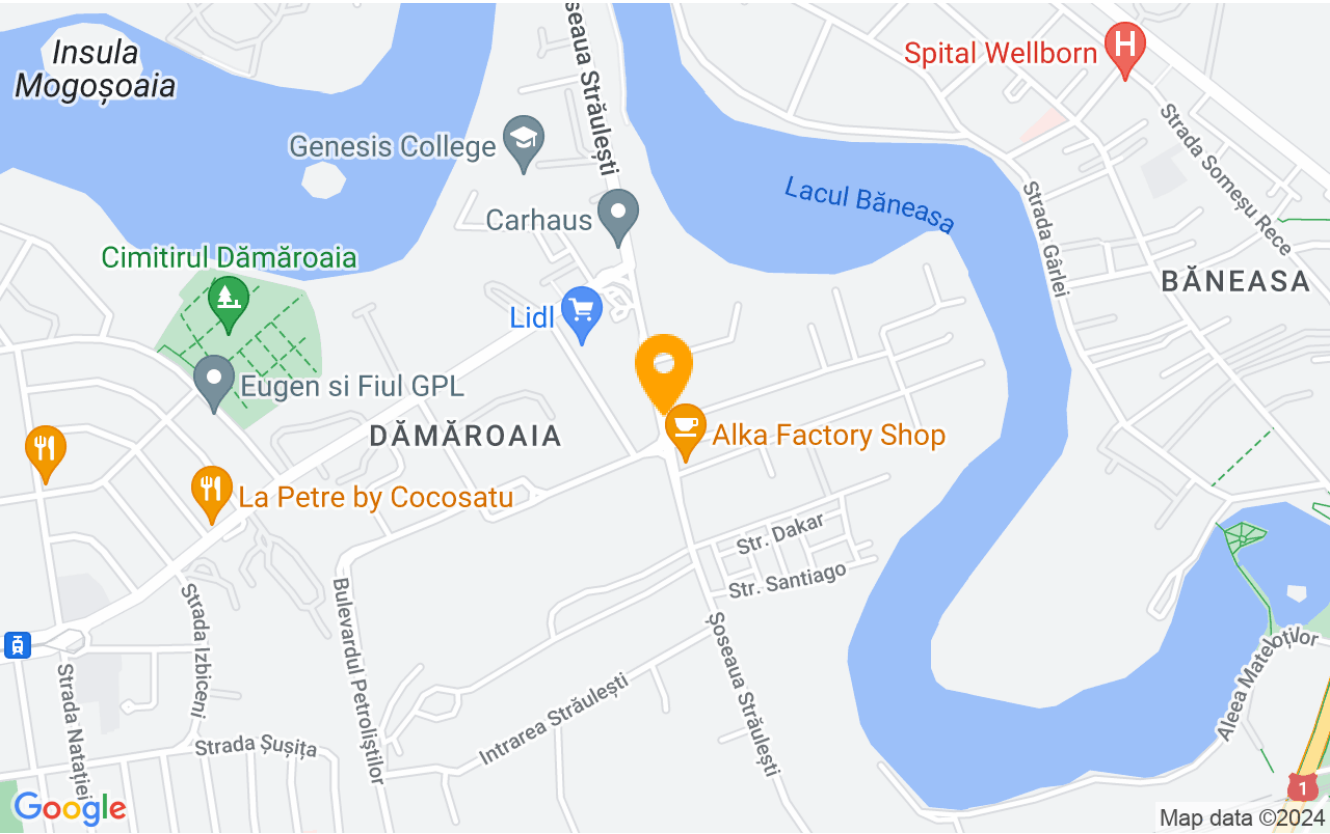 Insula
Mogoșoaia
Șoseaua Străulești
Spital Wellborn
H
Genesis College
Strada Someșu Rece
Lacul Băneasa
Carhaus
Strada Gârlei
Cimitirul Dămăroaia
BĂNEASA
Lidl
Eugen si Fiul GPL
DĂMĂROAIA
Alka Factory Shop
La Petre by Cocosatu
Str. Dakar
Str. Santiago
Strada Izbiceni
Bulevardul Petroliștilor
Șoseaua Străulești
Aleea Mateloților
Strada Natației
Intrarea Străulești
Strada Șușița
1
Google
Map data ©2024